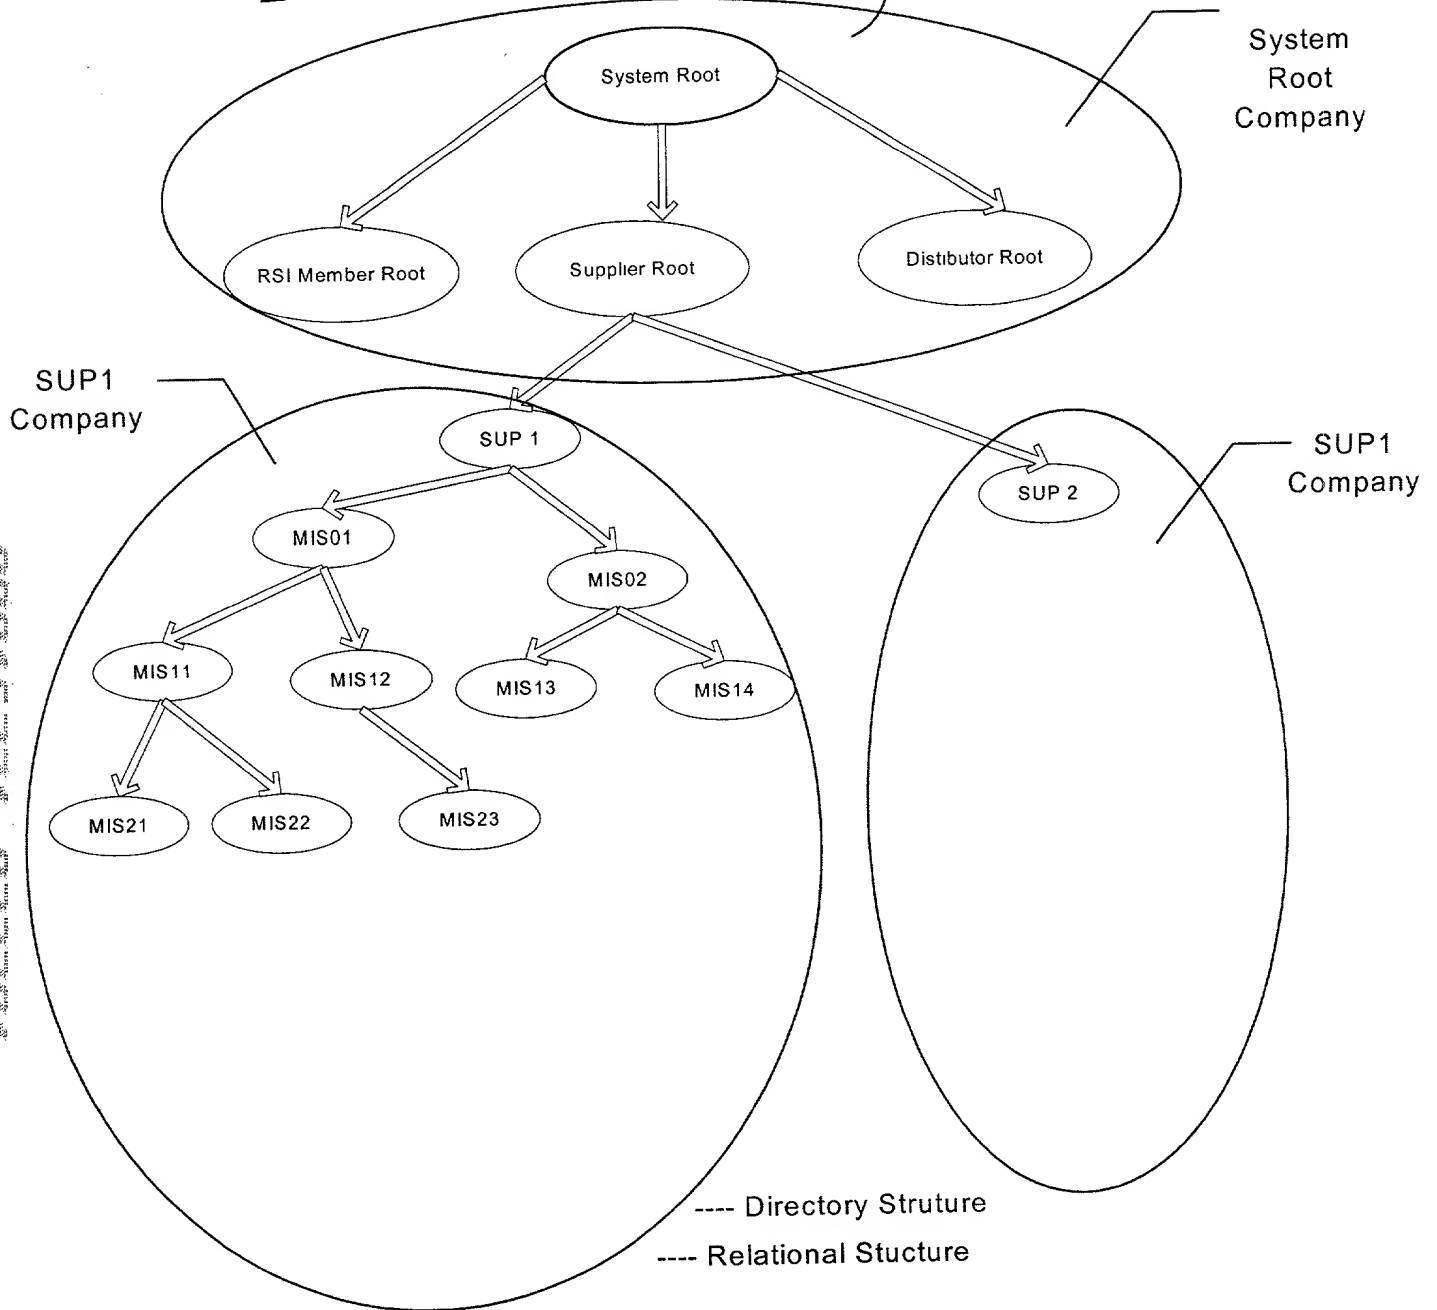 System
Root
Company
System Root
RSI Member Root
Supplier Root
Distibutor Root
SUP1
Company
SUP 1
SUP1
Company
SUP 2
MIS01
MIS02
MIS11
MIS12
MIS13
MIS14
MIS21
MIS22
MIS23
---- Directory Struture
---- Relational Stucture